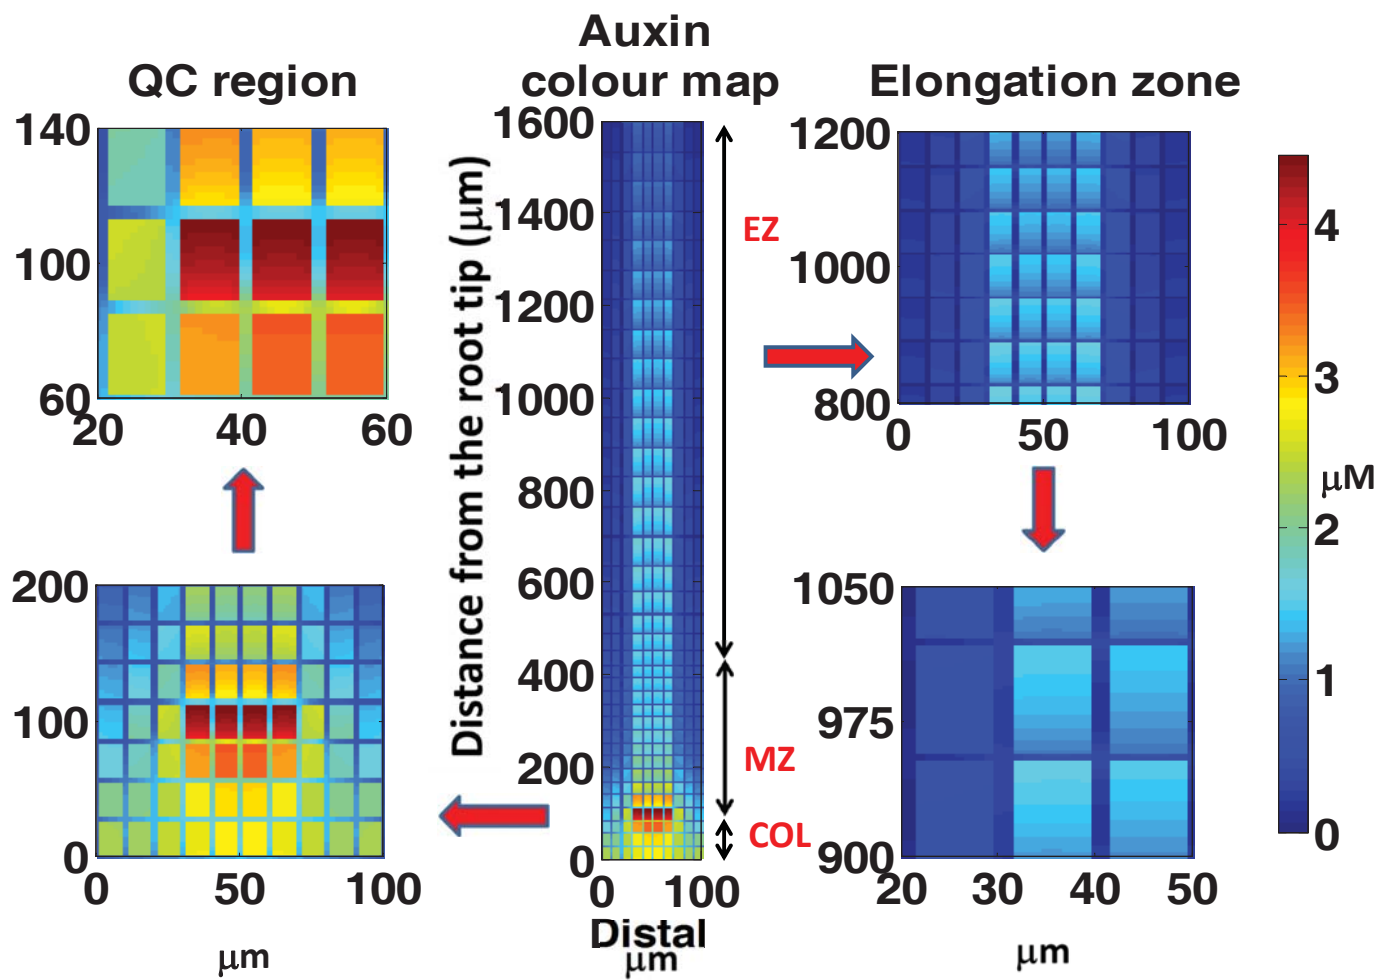 Auxin
colour map
QC region
Elongation zone
140
100
60
20 40 60
200
100
0
0 50 100
μm
Distance from the root tip (μm)
1600
1400
1200
1000
800
600
400
200
0
0 100
Distal
μm
EZ
MZ
COL
1200
1000
800
0 50 100
1050
975
900
20 30 40 50
μm
4
3
μM
2
1
0